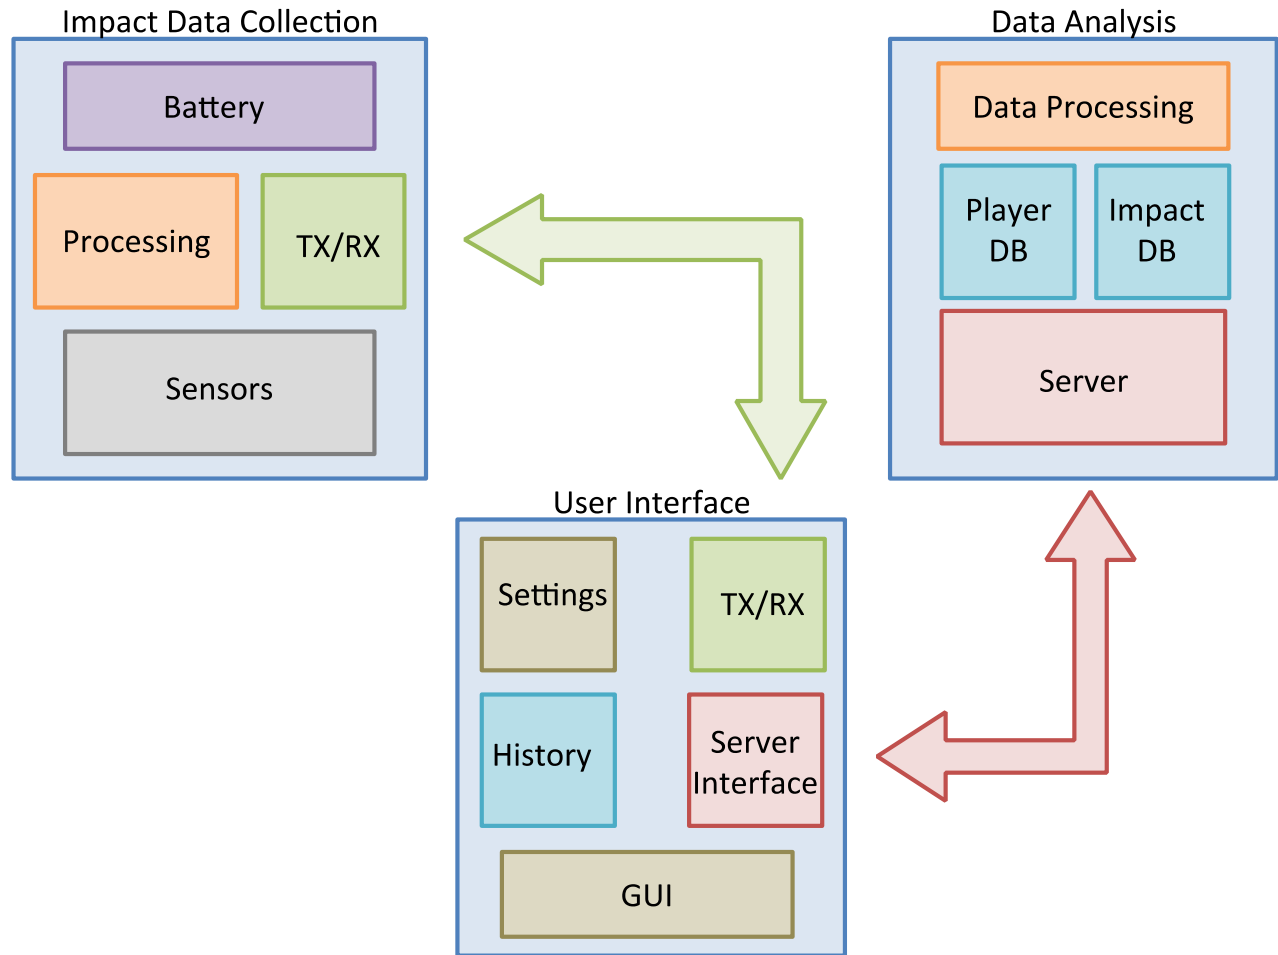 Impact Data Collection
Battery
Processing
TX/RX
Sensors
Data Analysis
Data Processing
Player
DB
Impact
DB
Server
User Interface
Settings
TX/RX
History
Server
Interface
GUI